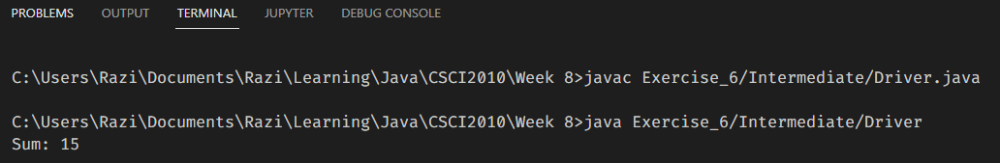 PROBLEMS OUTPUT TERMINAL JUPYTER DEBUG CONSOLE
C:\Users\Razi\Documents\Razi\Learning\Java\CSCI2010\Week 8>javac Exercise_6/Intermediate/Driver.java
C:\Users\Razi\Documents\Razi\Learning\Java\CSCI2010\Week 8>java Exercise_6/Intermediate/Driver
Sum: 15